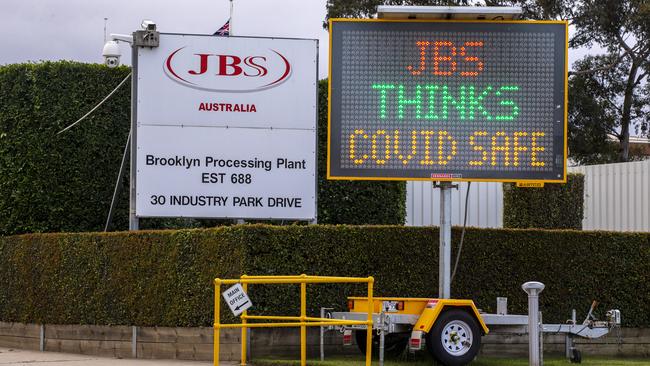 JBS
AUSTRALIA
Brooklyn Processing Plant
EST 688
30 INDUSTRY PARK DRIVE
JBS
THINKS
COVID SAFE
MAIN
OFFICE